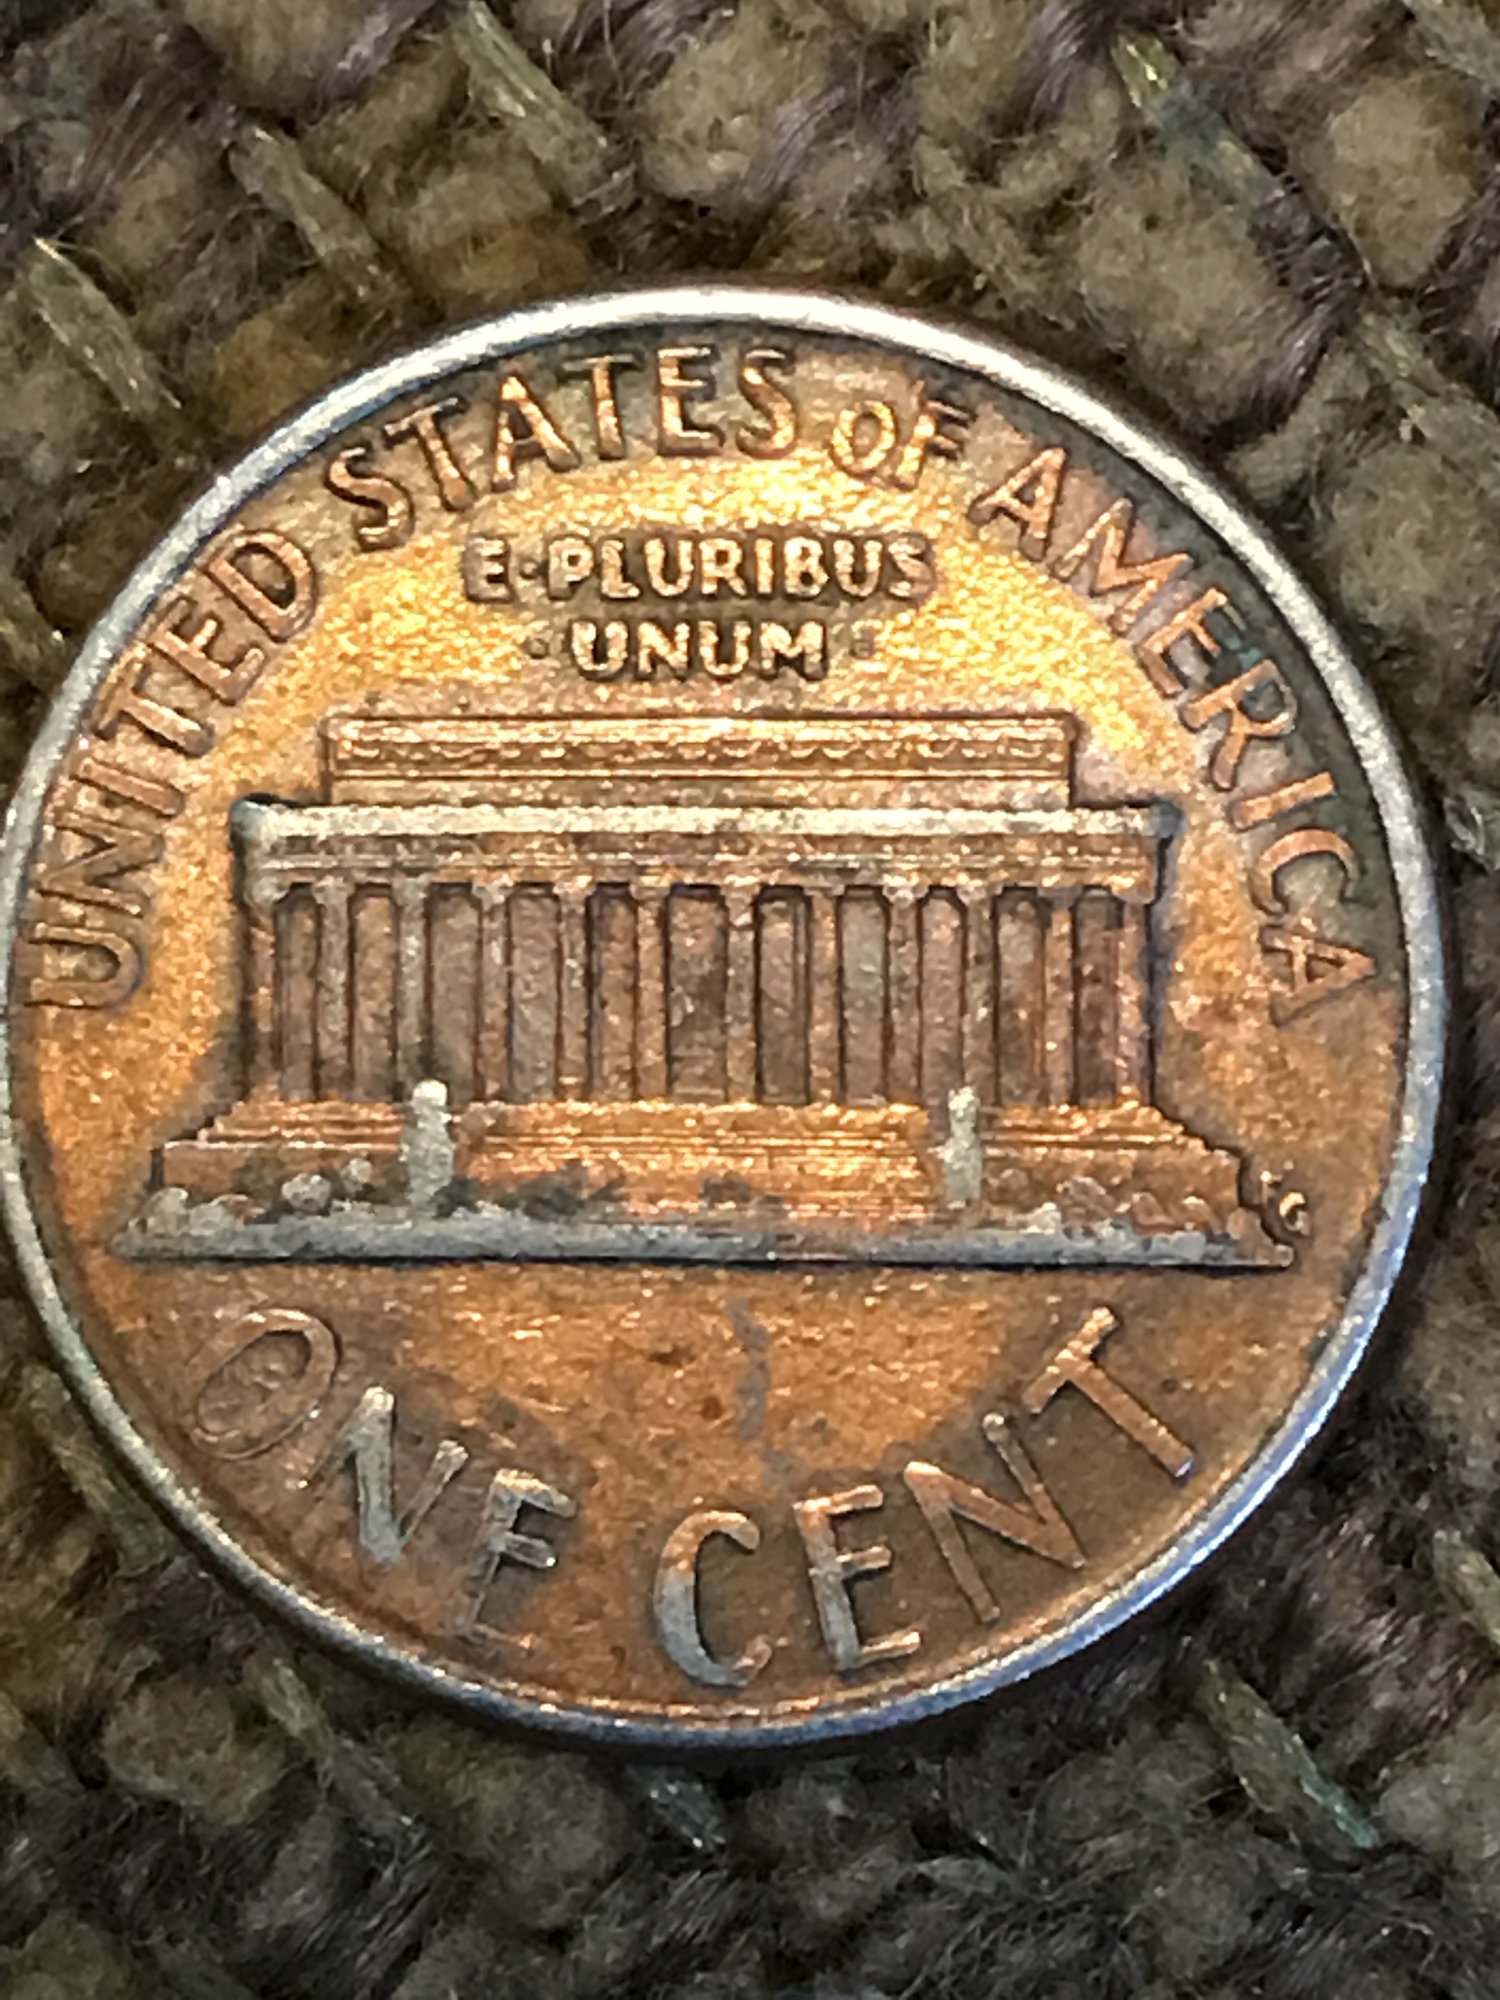 UNITED STATES OF AMERICA
E·PLURIBUS
·UNUM·
ONE CENT